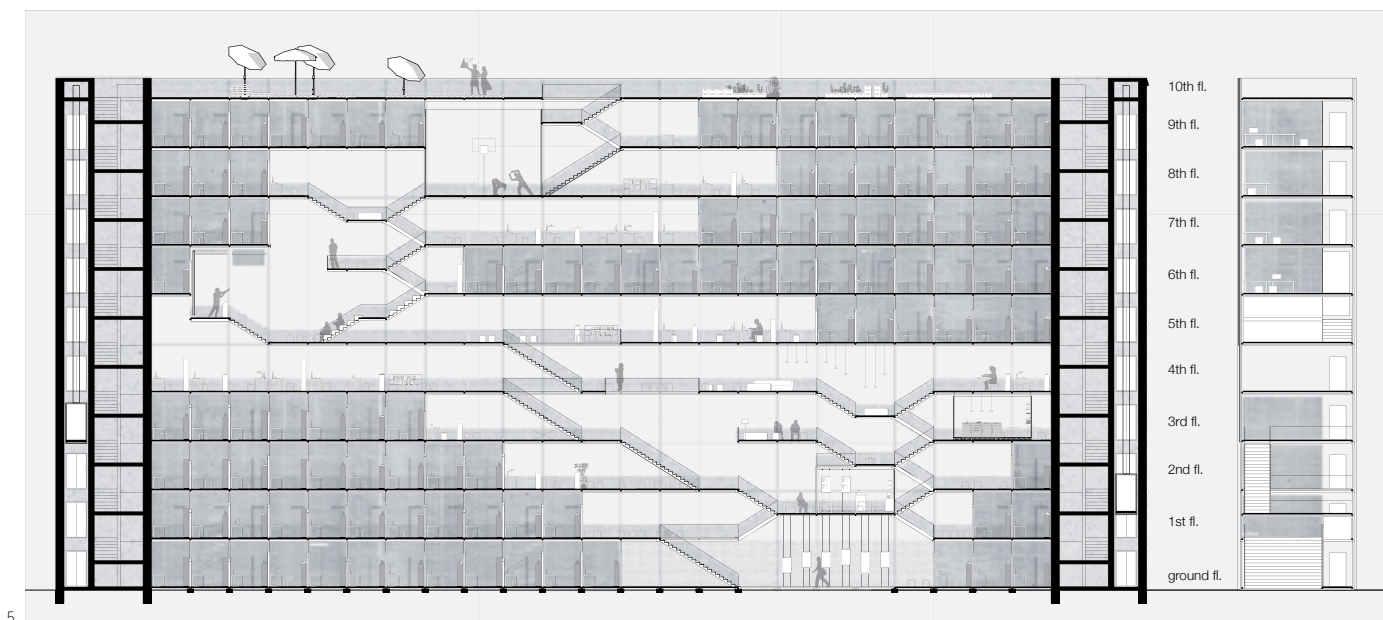 10th fl.
9th fl.
8th fl.
7th fl.
6th fl.
5th fl.
4th fl.
3rd fl.
2nd fl.
1st fl.
ground fl.
5